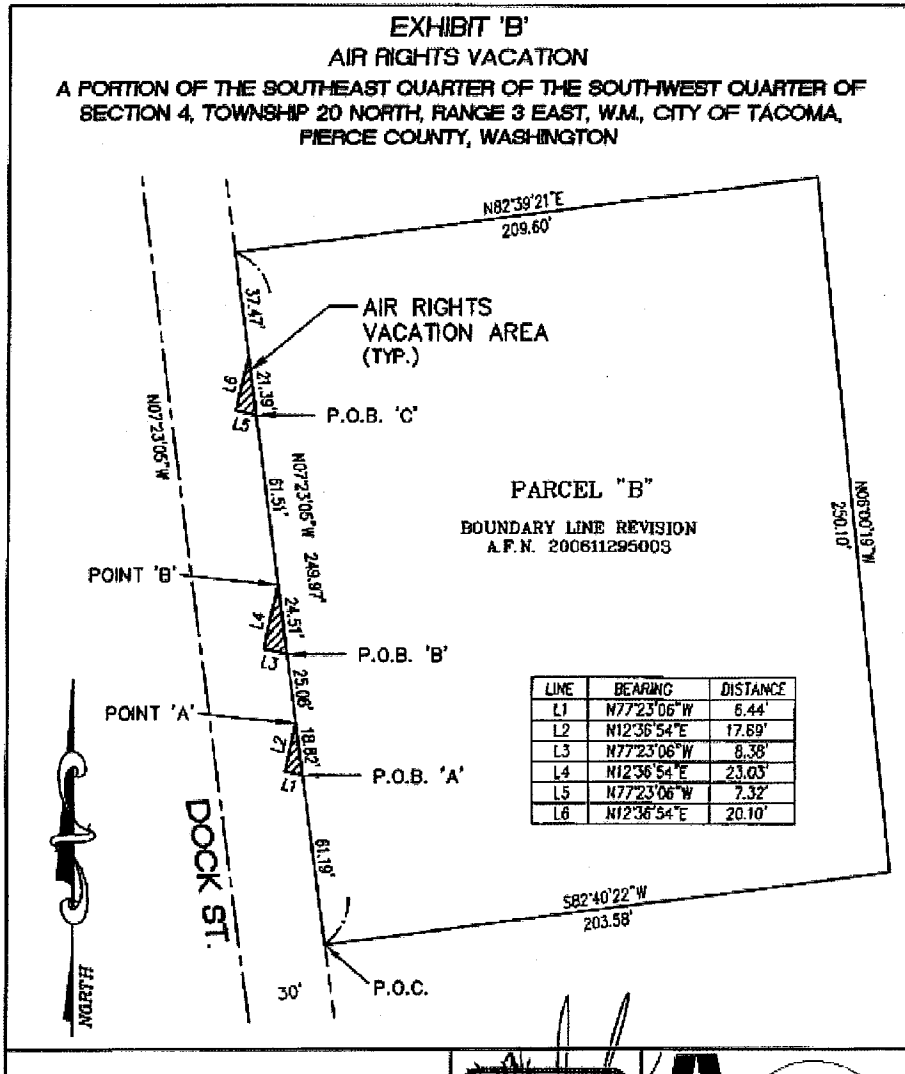 EXHIBIT 'B'
AIR RIGHTS VACATION
A PORTION OF THE SOUTHEAST QUARTER OF THE SOUTHWEST QUARTER OF
SECTION 4, TOWNSHIP 20 NORTH, RANGE 3 EAST, W.M., CITY OF TACOMA,
PIERCE COUNTY, WASHINGTON
N82°39'21"E
209.60'
37.47'
AIR RIGHTS
VACATION AREA
(TYP.)
L6
21.39'
L5
P.O.B. 'C'
N07°23'05"W
61.51'
N07°23'05"W 249.97'
PARCEL "B"
BOUNDARY LINE REVISION
A.F.N. 200611295003
N06°00'19"W
250.10'
POINT 'B'
L4
24.51'
L3
P.O.B. 'B'
25.08'
POINT 'A'
L2
18.82'
L1
P.O.B. 'A'
LINE BEARING DISTANCE
L1 N77°23'06"W 6.44'
L2 N12°36'54"E 17.69'
L3 N77°23'06"W 8.38'
L4 N12°36'54"E 23.03'
L5 N77°23'06"W 7.32'
L6 N12°36'54"E 20.10'
DOCK ST.
61.19'
S82°40'22"W
203.58'
NORTH
30'
P.O.C.